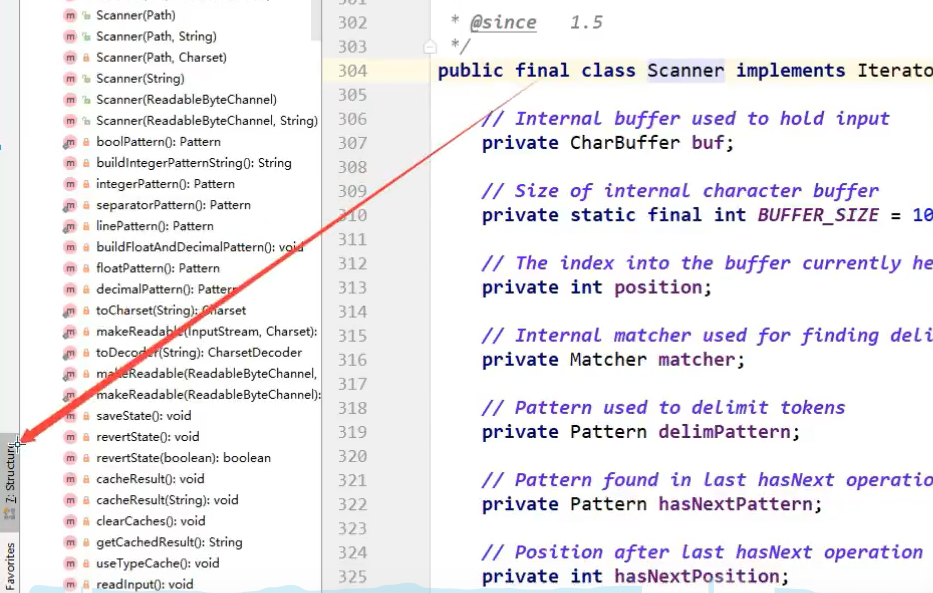 Scanner(Path)
Scanner(Path, String)
Scanner(Path, Charset)
Scanner(String)
Scanner(ReadableByteChannel)
Scanner(ReadableByteChannel, String)
boolPattern(): Pattern
buildIntegerPatternString(): String
integerPattern(): Pattern
separatorPattern(): Pattern
linePattern(): Pattern
buildFloatAndDecimalPattern(): void
floatPattern(): Pattern
decimalPattern(): Pattern
toCharset(String): Charset
makeReadable(InputStream, Charset):
toDecoder(String): CharsetDecoder
makeReadable(ReadableByteChannel,
makeReadable(ReadableByteChannel):
saveState(): void
revertState(): void
revertState(boolean): boolean
cacheResult(): void
cacheResult(String): void
clearCaches(): void
getCachedResult(): String
useTypeCache(): void
readInput(): void
7: Structure
Favorites
302 * @since 1.5
303 */
304 public final class Scanner implements Iterato
305
306 // Internal buffer used to hold input
307 private CharBuffer buf;
308
309 // Size of internal character buffer
310 private static final int BUFFER_SIZE = 10
311
312 // The index into the buffer currently he
313 private int position;
314
315 // Internal matcher used for finding deli
316 private Matcher matcher;
317
318 // Pattern used to delimit tokens
319 private Pattern delimPattern;
320
321 // Pattern found in last hasNext operatio
322 private Pattern hasNextPattern;
323
324 // Position after last hasNext operation
325 private int hasNextPosition;